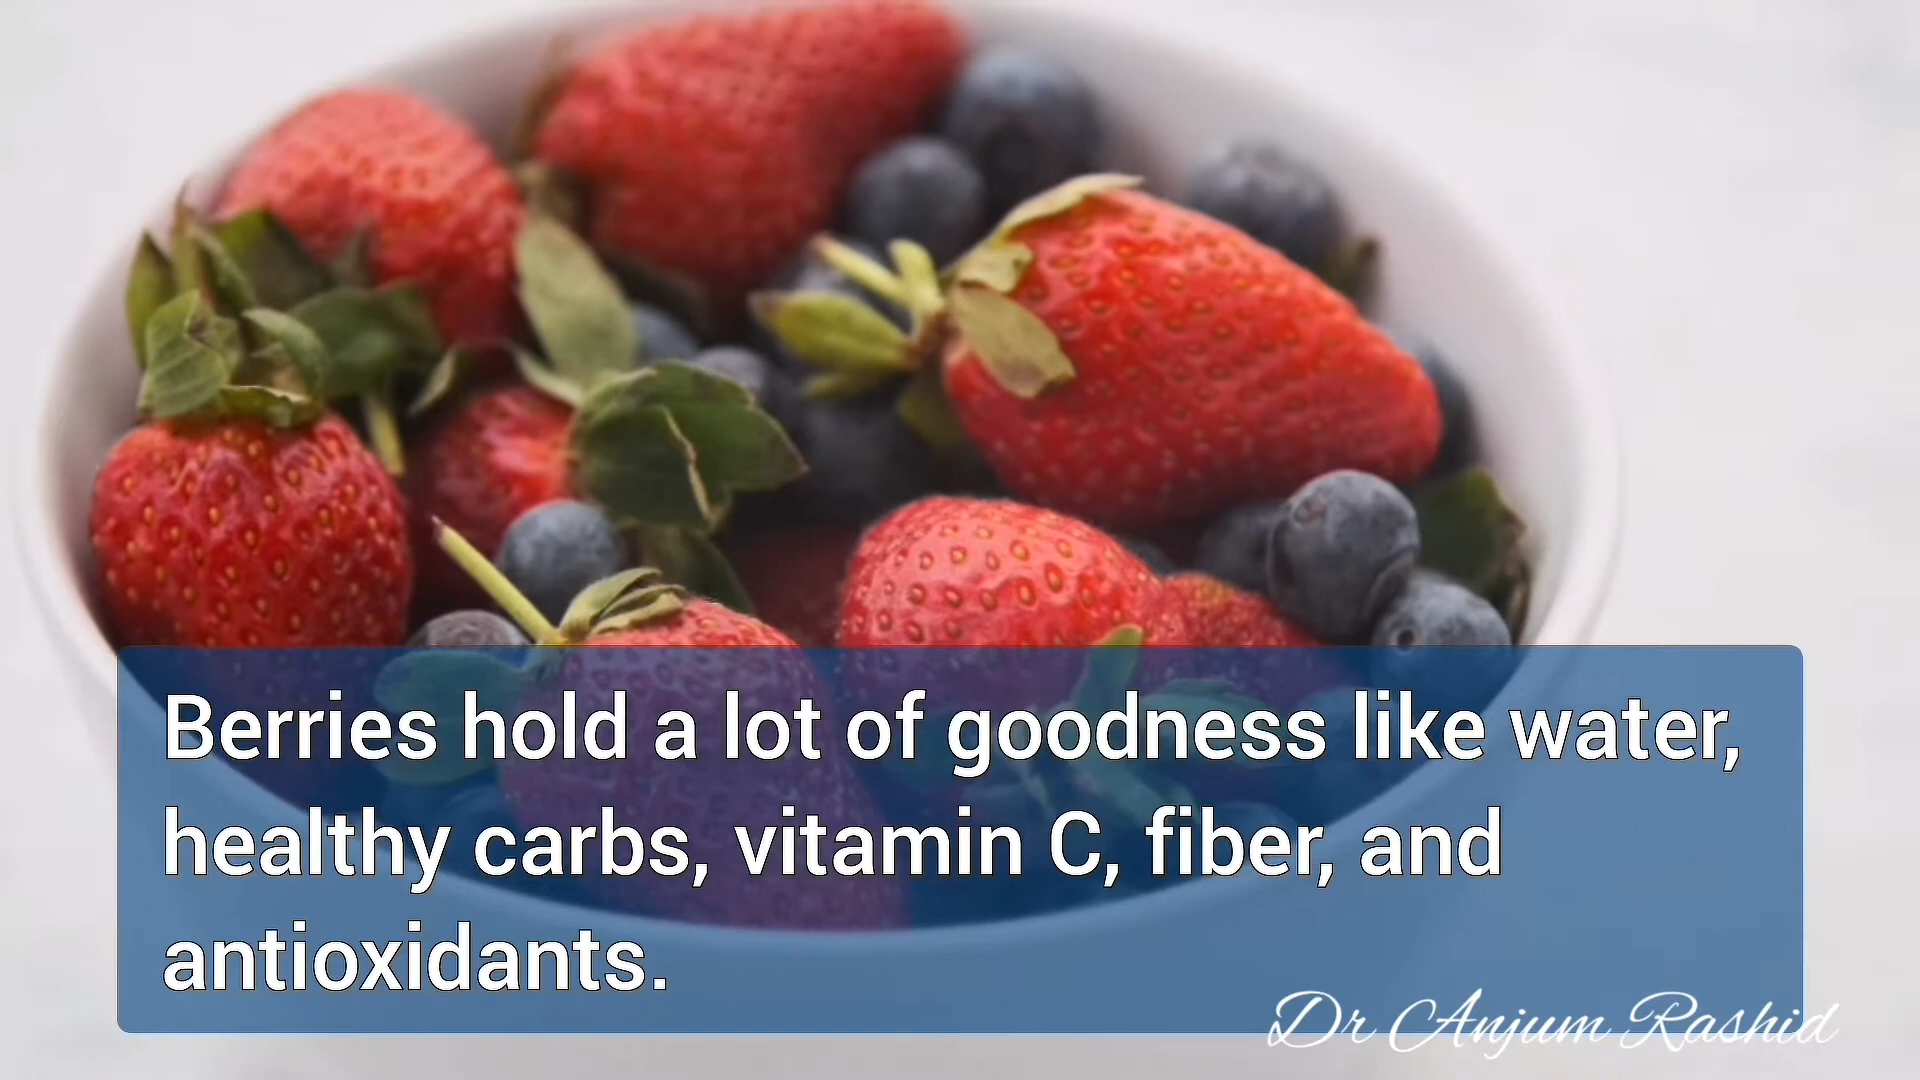 Berries hold a lot of goodness like water,
healthy carbs, vitamin C, fiber, and
antioxidants.
Dr Anjum Rashid